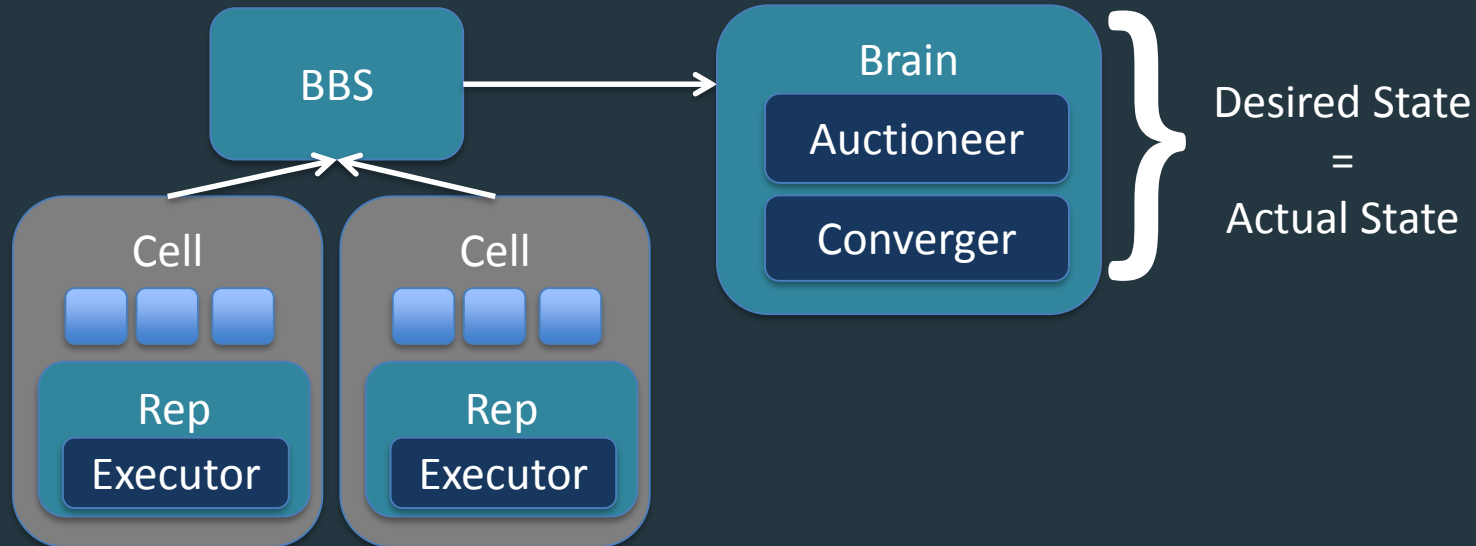 BBS
Brain
Auctioneer
Converger
}
Desired State
=
Actual State
Cell
Rep
Executor
Cell
Rep
Executor